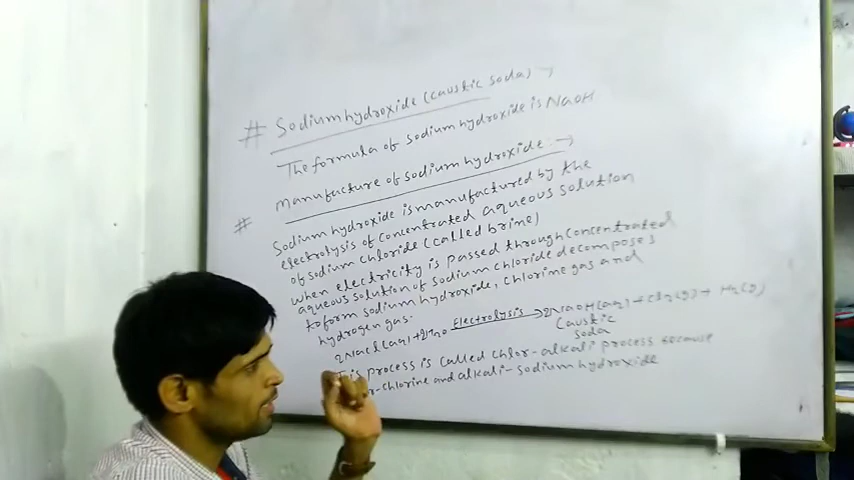 # Sodium hydroxide (caustic soda) →
The formula of sodium hydroxide is NaOH
Manufacture of sodium hydroxide :→
# Sodium hydroxide is manufactured by the
electrolysis of concentrated aqueous solution
of sodium chloride (called brine)
when electricity is passed through concentrated
aqueous solution of sodium chloride decomposes
to form sodium hydroxide, chlorine gas and
hydrogen gas.
2NaCl(aq) + 2H2O Electrolysis → 2NaOH(aq) + Cl2(g) + H2(g)
Caustic
soda
process is called chlor-alkali process because
chlorine and alkali - sodium hydroxide